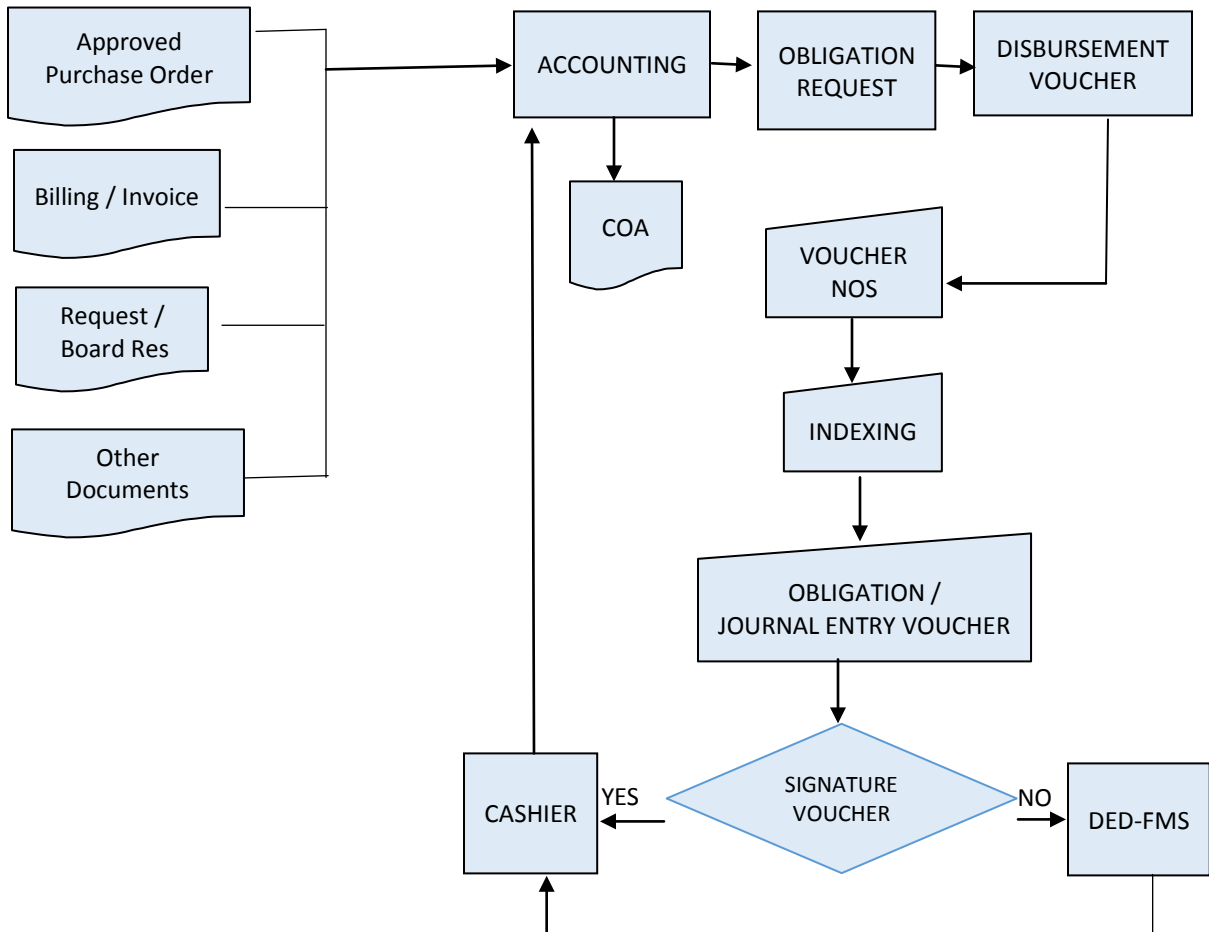 Approved
Purchase Order
ACCOUNTING
OBLIGATION
REQUEST
DISBURSEMENT
VOUCHER
Billing / Invoice
COA
VOUCHER
NOS
Request /
Board Res
INDEXING
Other
Documents
OBLIGATION /
JOURNAL ENTRY VOUCHER
CASHIER
YES
SIGNATURE
VOUCHER
NO
DED-FMS